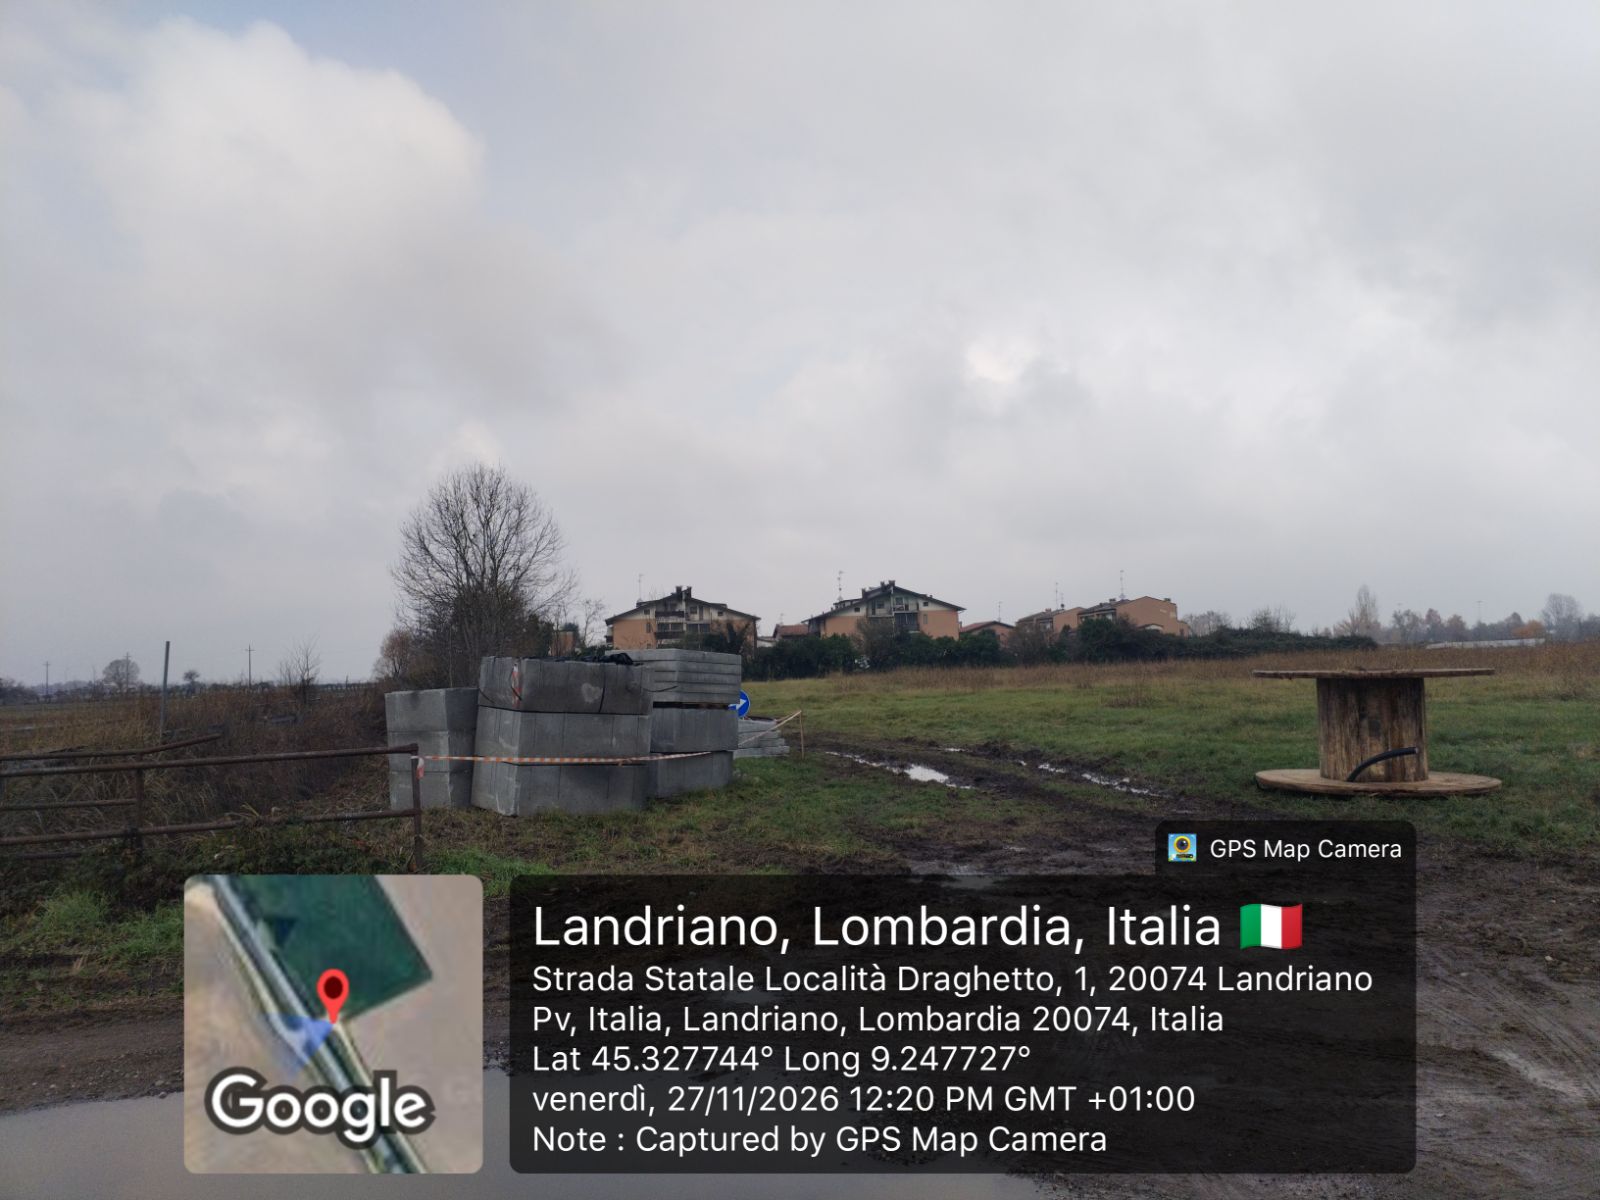 GPS Map Camera
Landriano, Lombardia, Italia
Strada Statale Località Draghetto, 1, 20074 Landriano
Pv, Italia, Landriano, Lombardia 20074, Italia
Lat 45.327744° Long 9.247727°
venerdì, 27/11/2026 12:20 PM GMT +01:00
Note : Captured by GPS Map Camera
Google